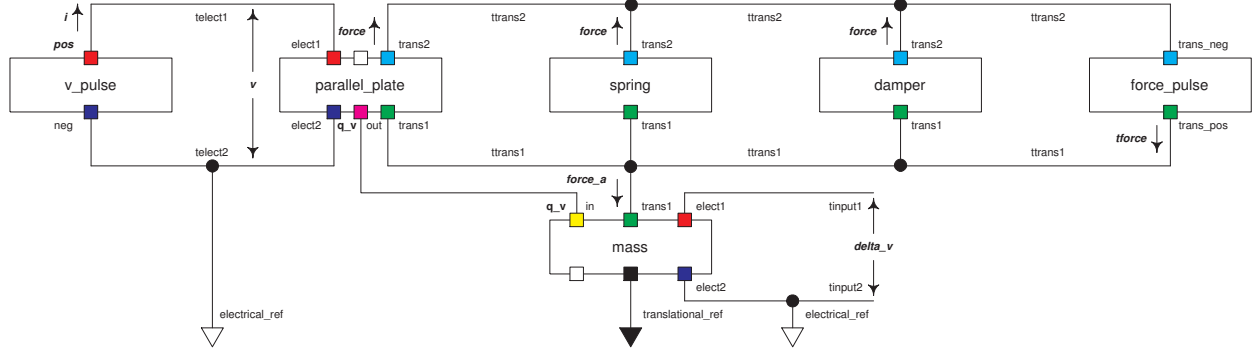 i telect1 ttrans2 ttrans2 ttrans2
pos elect1 force trans2 force trans2 force trans2 trans_neg
v_pulse v parallel_plate spring damper force_pulse
neg elect2 q_v out trans1 trans1 trans1 trans_pos
tforce
telect2 ttrans1 ttrans1 ttrans1
force_a
q_v in trans1 elect1 tinput1
mass delta_v
elect2 tinput2
electrical_ref translational_ref electrical_ref